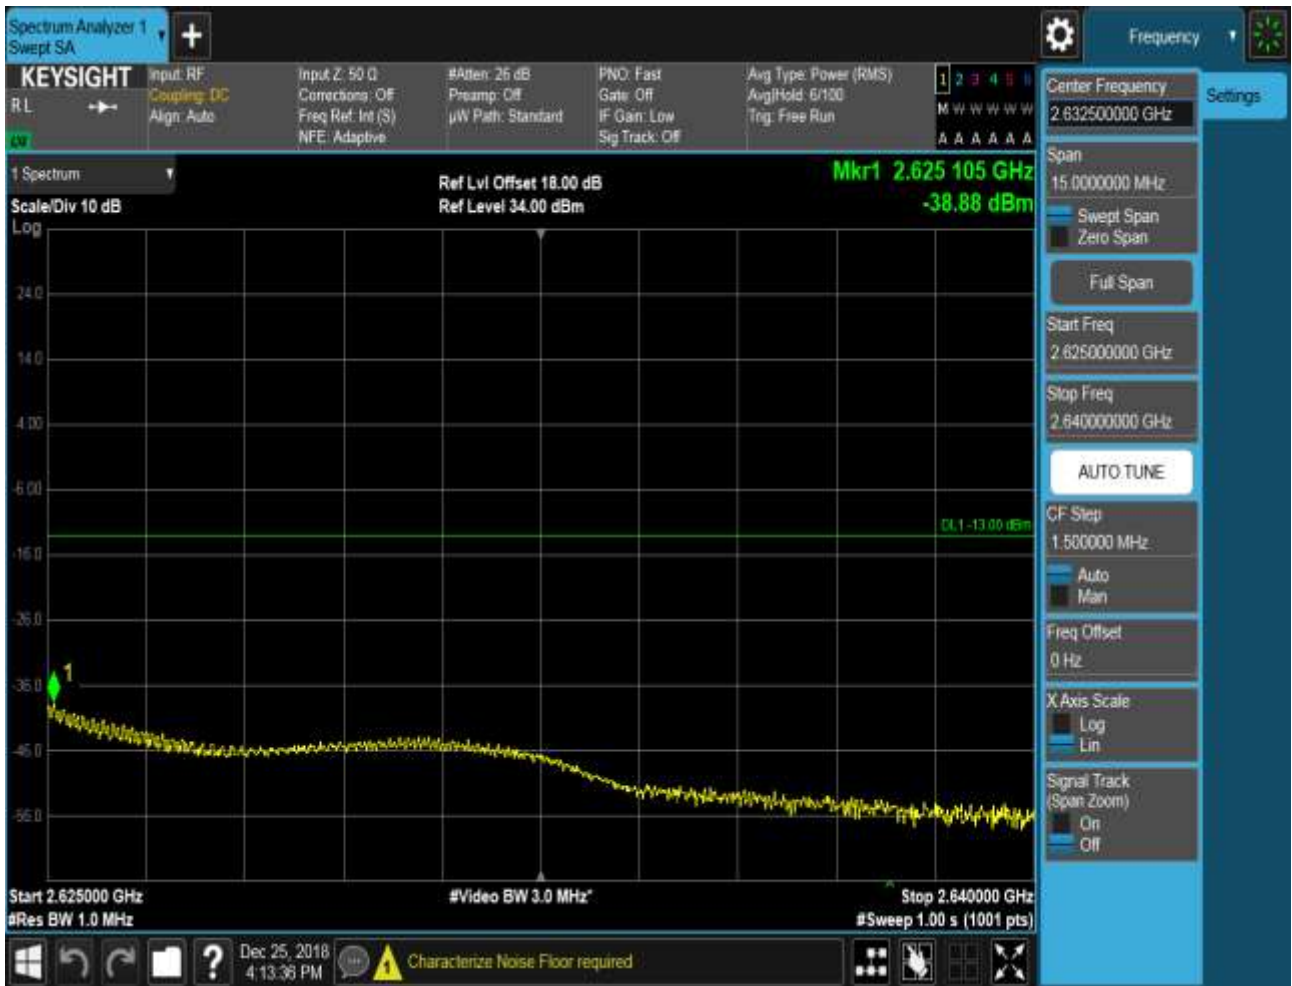 Spectrum Analyzer 1
Swept SA
Frequency
KEYSIGHT
RL
Input: RF
Coupling: DC
Align: Auto
Input Z: 50 Ω
Corrections: Off
Freq Ref: Int (S)
NFE: Adaptive
#Atten: 26 dB
Preamp: Off
µW Path: Standard
PNO: Fast
Gate: Off
IF Gain: Low
Sig Track: Off
Avg Type: Power (RMS)
Avg|Hold: 6/100
Trig: Free Run
1 2 3 4 5 6
M W W W W W
A A A A A A
Center Frequency
2.632500000 GHz
Settings
1 Spectrum
Scale/Div 10 dB
Log
Ref Lvl Offset 18.00 dB
Ref Level 34.00 dBm
Mkr1 2.625 105 GHz
-38.88 dBm
Span
15.0000000 MHz
Swept Span
Zero Span
Full Span
Start Freq
2.625000000 GHz
Stop Freq
2.640000000 GHz
AUTO TUNE
CF Step
1.500000 MHz
Auto
Man
Freq Offset
0 Hz
X Axis Scale
Log
Lin
Signal Track
(Span Zoom)
On
Off
24.0
14.0
4.00
-6.00
-16.0
-26.0
-36.0
-46.0
-56.0
DL1 -13.00 dBm
1
Start 2.625000 GHz
#Res BW 1.0 MHz
#Video BW 3.0 MHz*
Stop 2.640000 GHz
#Sweep 1.00 s (1001 pts)
?
Dec 25, 2018
4:13:36 PM
1
Characterize Noise Floor required